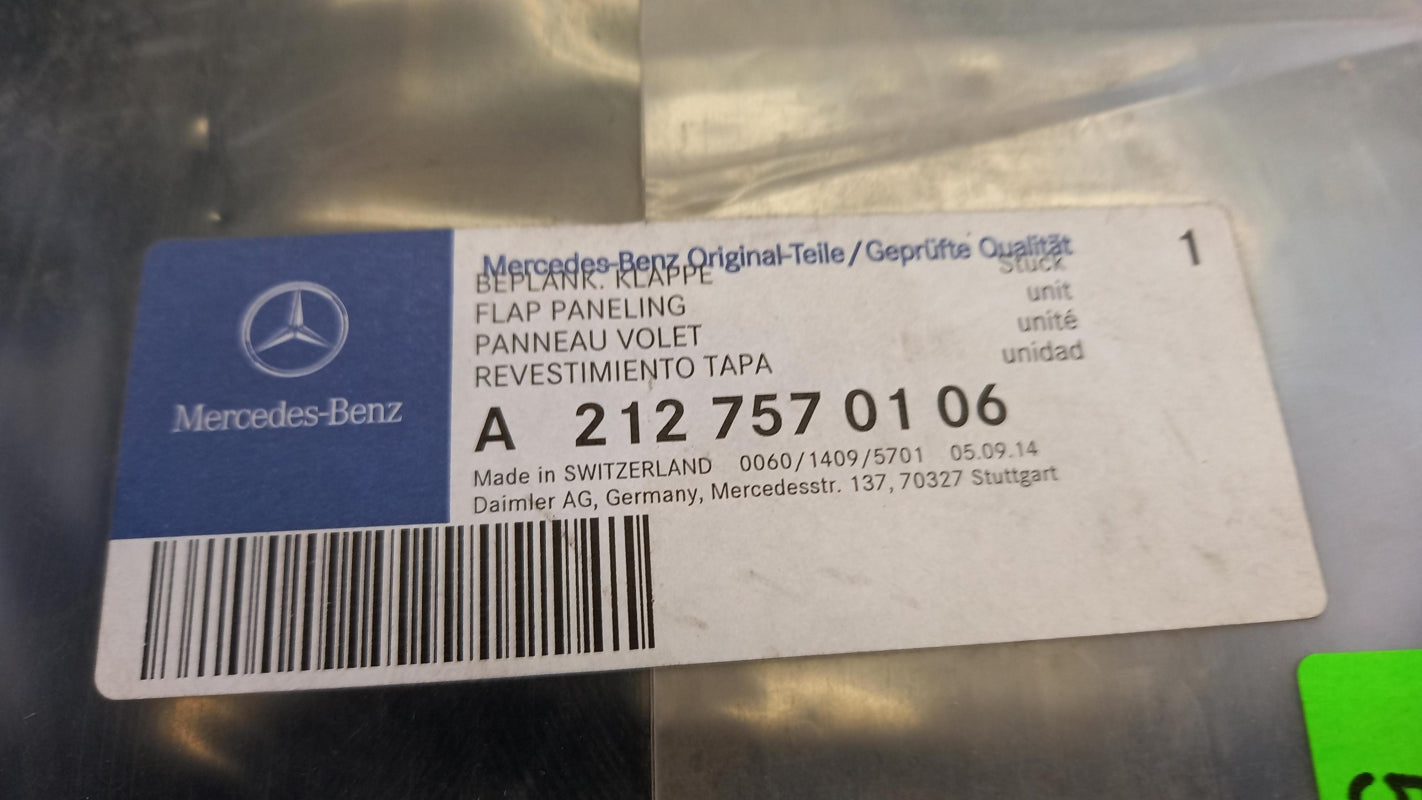 Mercedes-Benz
Mercedes-Benz Original-Teile/Geprüfte Qualität 1
BEPLANK. KLAPPE Stück
FLAP PANELING unit
PANNEAU VOLET unité
REVESTIMIENTO TAPA unidad
A 212 757 01 06
Made in SWITZERLAND 0060/1409/5701 05.09.14
Daimler AG, Germany, Mercedesstr. 137, 70327 Stuttgart